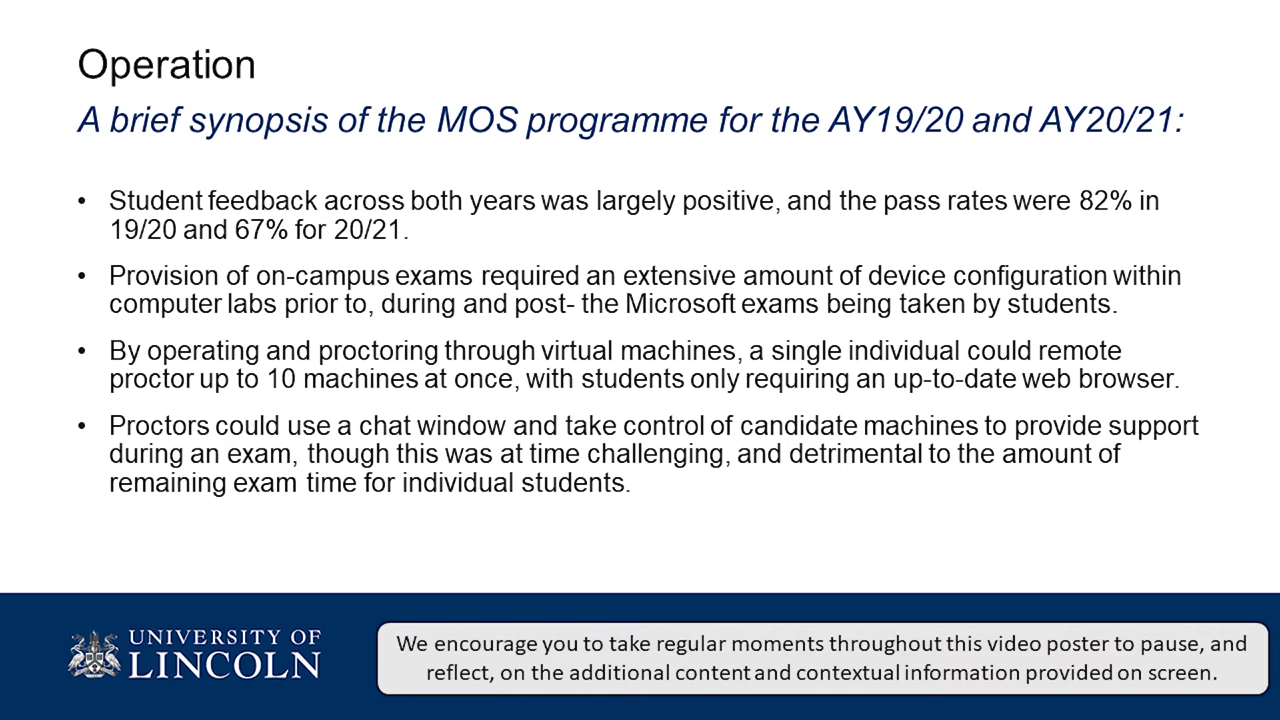 Operation
A brief synopsis of the MOS programme for the AY19/20 and AY20/21:
• Student feedback across both years was largely positive, and the pass rates were 82% in
19/20 and 67% for 20/21.
• Provision of on-campus exams required an extensive amount of device configuration within
computer labs prior to, during and post- the Microsoft exams being taken by students.
• By operating and proctoring through virtual machines, a single individual could remote
proctor up to 10 machines at once, with students only requiring an up-to-date web browser.
• Proctors could use a chat window and take control of candidate machines to provide support
during an exam, though this was at time challenging, and detrimental to the amount of
remaining exam time for individual students.
UNIVERSITY OF
LINCOLN
We encourage you to take regular moments throughout this video poster to pause, and
reflect, on the additional content and contextual information provided on screen.